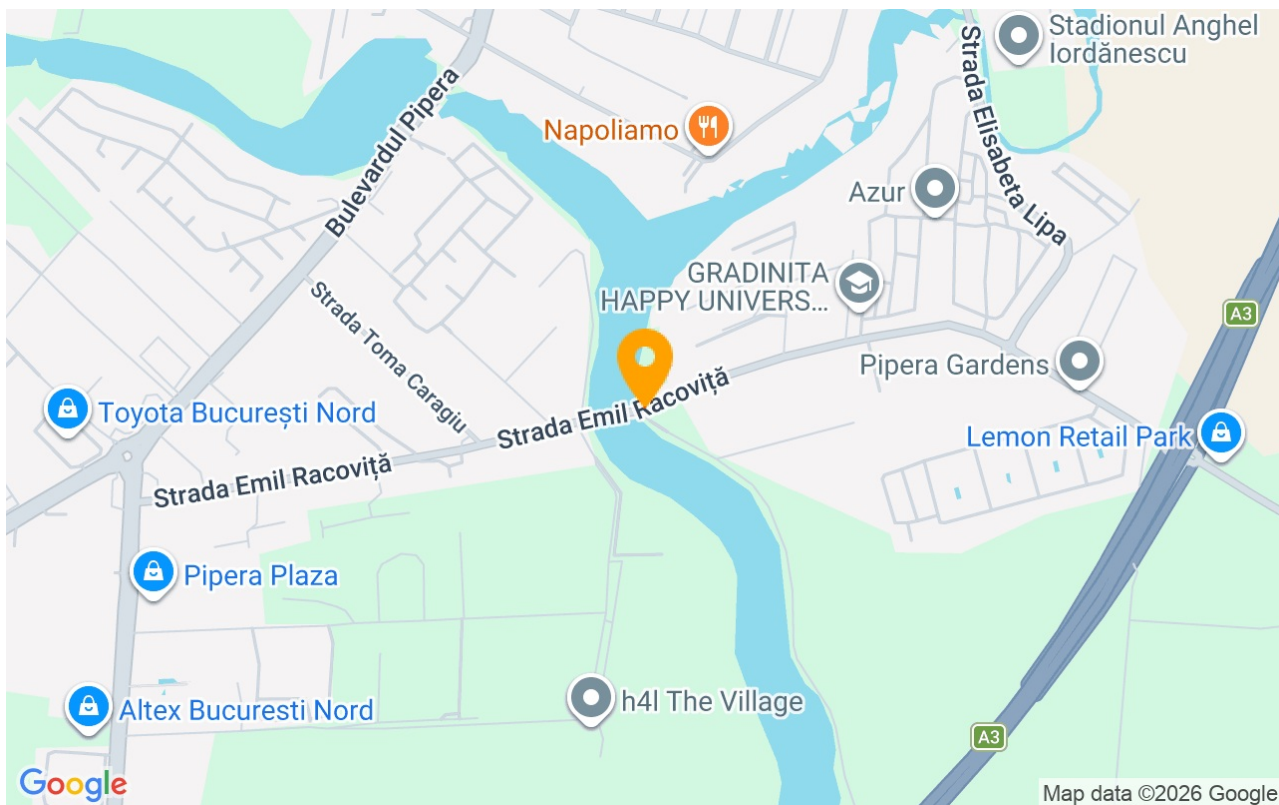 Stadionul Anghel
Iordănescu
Strada Elisabeta Lipa
Bulevardul Pipera
Napoliamo
Azur
GRADINITA
HAPPY UNIVERS...
Strada Toma Caragiu
A3
Pipera Gardens
Toyota București Nord
Strada Emil Racoviță
Lemon Retail Park
Strada Emil Racoviță
Pipera Plaza
h4l The Village
Altex Bucuresti Nord
A3
Google
Map data ©2026 Google